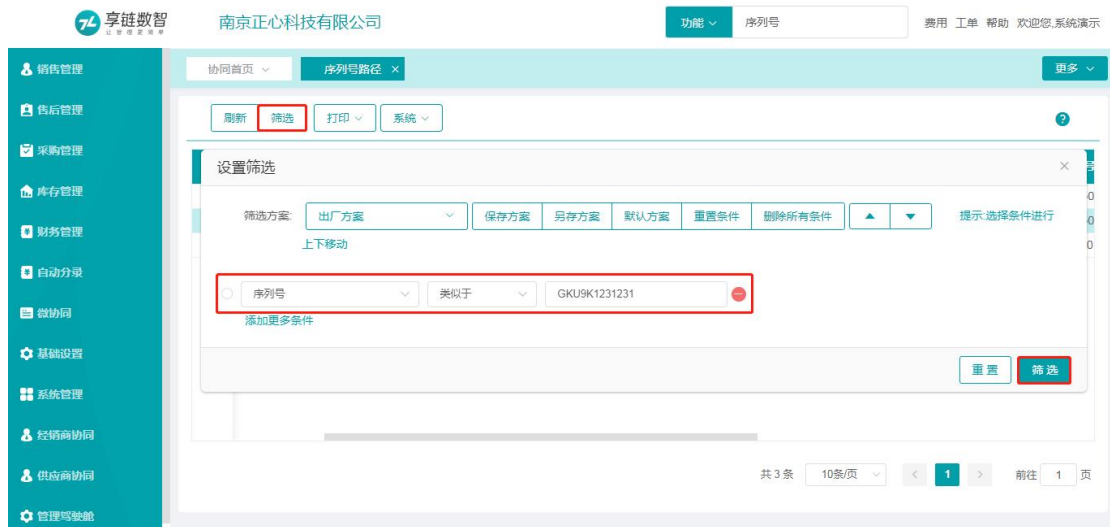 享链数智
让管理更简单
南京正心科技有限公司
功能
序列号
费用 工单 帮助 欢迎您,系统演示
销售管理
售后管理
采购管理
库存管理
财务管理
自动分录
微协同
基础设置
系统管理
经销商协同
供应商协同
管理驾驶舱
协同首页
序列号路径 ×
更多
刷新 筛选 打印 系统
?
设置筛选 ×
筛选方案: 出厂方案 保存方案 另存方案 默认方案 重置条件 删除所有条件 ▲ ▼ 提示:选择条件进行
上下移动
序列号 类似于 GKU9K1231231
添加更多条件
重置 筛选
共 3 条 10条/页 < 1 > 前往 1 页